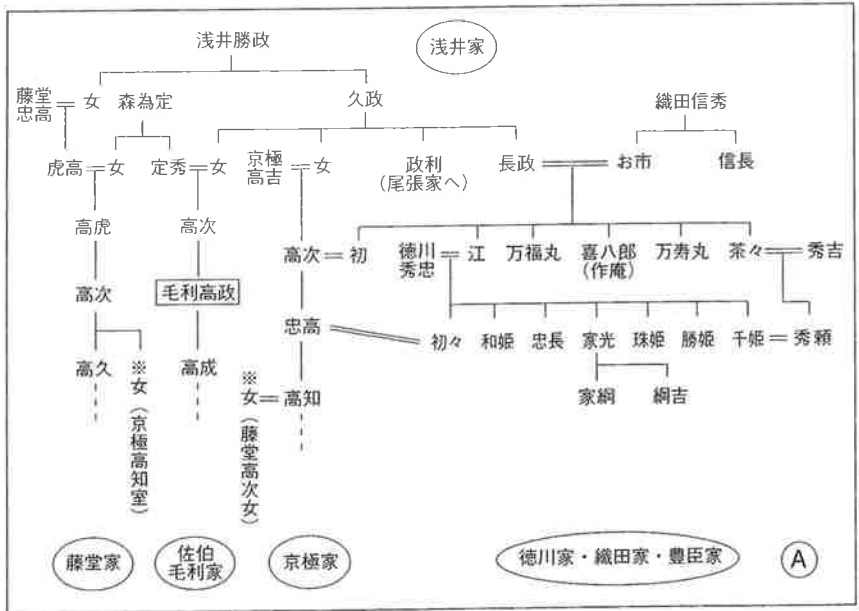 浅井勝政
浅井家
藤堂忠高
女
森為定
久政
織田信秀
虎高
女
定秀
女
京極高吉
女
政利
(尾張家へ)
長政
お市
信長
高虎
高次
高次
初
徳川秀忠
江
万福丸
喜八郎
(作庵)
万寿丸
茶々
秀吉
高次
毛利高政
忠高
初々
和姫
忠長
家光
珠姫
勝姫
千姫
秀頼
高久
※女(京極高知室)
高成
※女(藤堂高次女)
高知
家綱
綱吉
藤堂家
佐伯
毛利家
京極家
徳川家・織田家・豊臣家
A